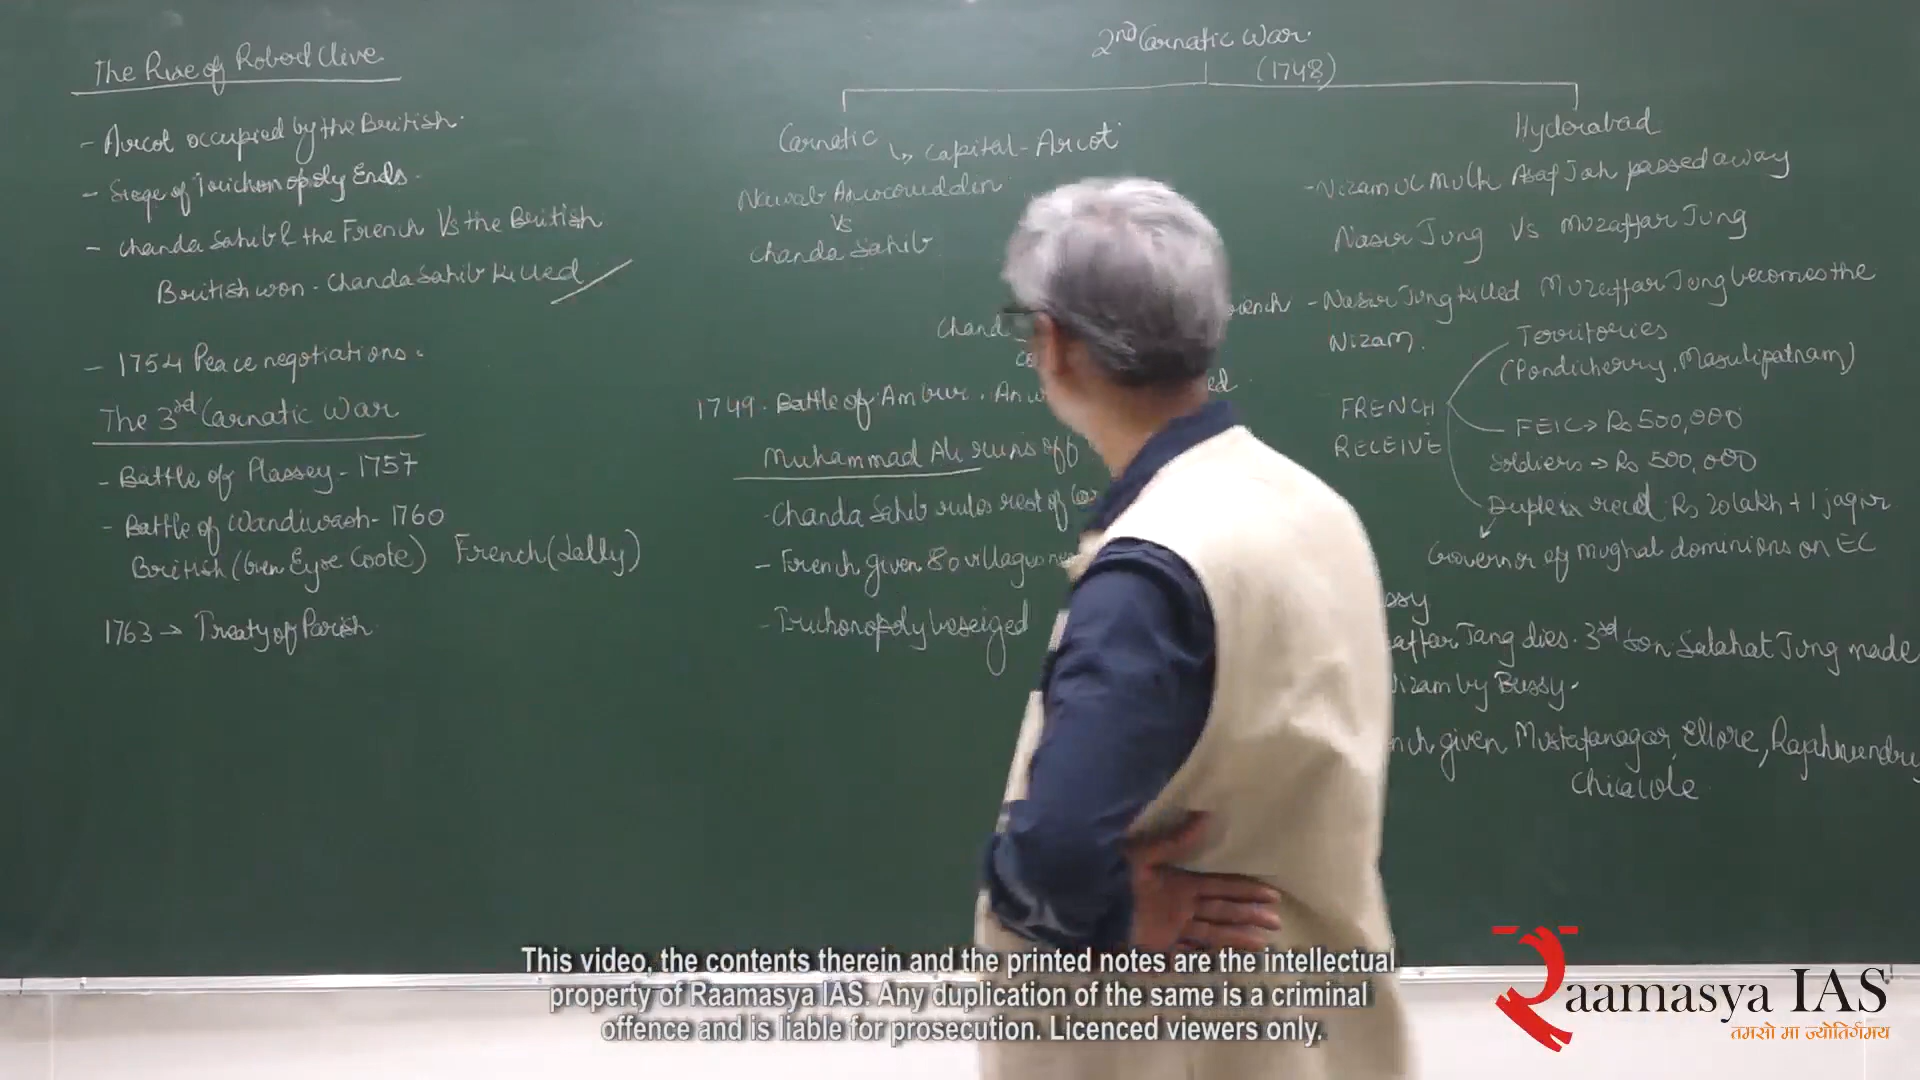 The Rise of Robert Clive
- Arcot occupied by the British.
- Siege of Trichonopoly Ends.
- Chanda Sahib & the French Vs the British
British won - Chanda Sahib killed
- 1754 Peace negotiations.
The 3rd Carnatic War
- Battle of Plassey - 1757
- Battle of Wandiwash - 1760
British (Gen Eyre Coote) French (Lally)
1763 → Treaty of Paris
2nd Carnatic War
(1748)
Carnatic ↳ Capital - Arcot
Nawab
Vs
Chanda Sahib
Chand
1749. Battle of Ambur.
Muhammad Ali runs off
- Chanda Sahib rules rest of
- French given 80 villages
- Trichonopoly beseiged
Hyderabad
- Nizam Ul Mulk Asaf Jah passed away
Nasir Jung Vs Muzaffar Jung
- Nasir Jung killed Muzaffar Jung becomes the
Nizam.
Territories
(Pondicherry, Masulipatnam)
FRENCH
RECEIVE
FEIC → Rs 500,000
Soldiers → Rs 500,000
Dupleix recd. Rs 20 lakh + 1 jagir
Governor of Mughal dominions on EC
affar Jang dies. 3rd son Salabat Jung made
Nizam by Bussy.
nch given Mustafanagar, Ellore, Rajahmundry
Chicacole
This video, the contents therein and the printed notes are the intellectual
property of Raamasya IAS. Any duplication of the same is a criminal
offence and is liable for prosecution. Licenced viewers only.
Raamasya IAS
तमसो मा ज्योतिर्गमय